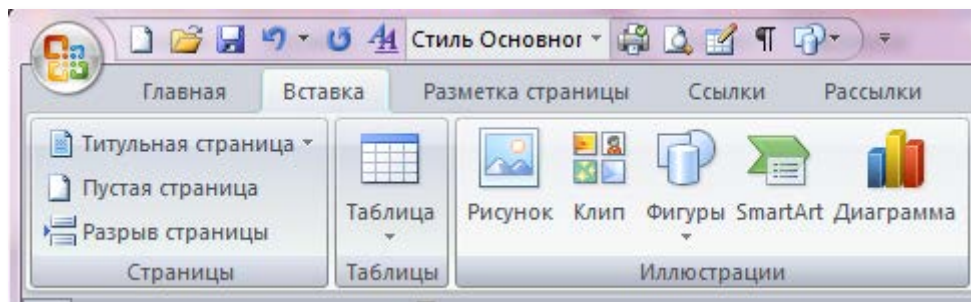 Стиль Основног
Главная Вставка Разметка страницы Ссылки Рассылки
Титульная страница
Пустая страница
Разрыв страницы
Страницы
Таблица
Таблицы
Рисунок Клип Фигуры SmartArt Диаграмма
Иллюстрации